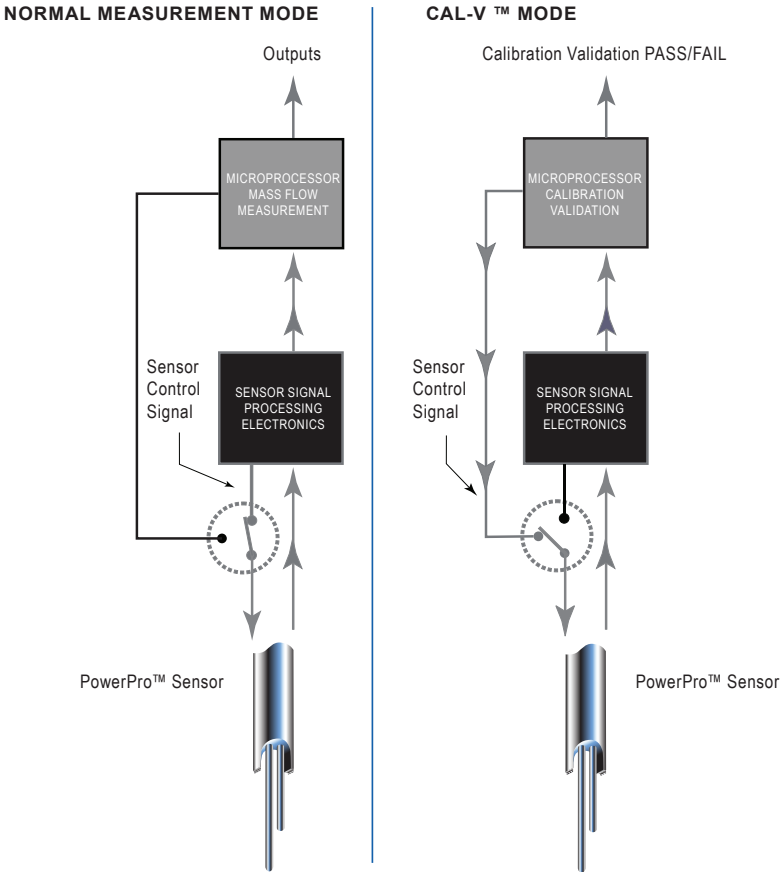 NORMAL MEASUREMENT MODE
Outputs
MICROPROCESSOR
MASS FLOW
MEASUREMENT
Sensor
Control
Signal
SENSOR SIGNAL
PROCESSING
ELECTRONICS
PowerPro™ Sensor
CAL-V ™ MODE
Calibration Validation PASS/FAIL
MICROPROCESSOR
CALIBRATION
VALIDATION
Sensor
Control
Signal
SENSOR SIGNAL
PROCESSING
ELECTRONICS
PowerPro™ Sensor